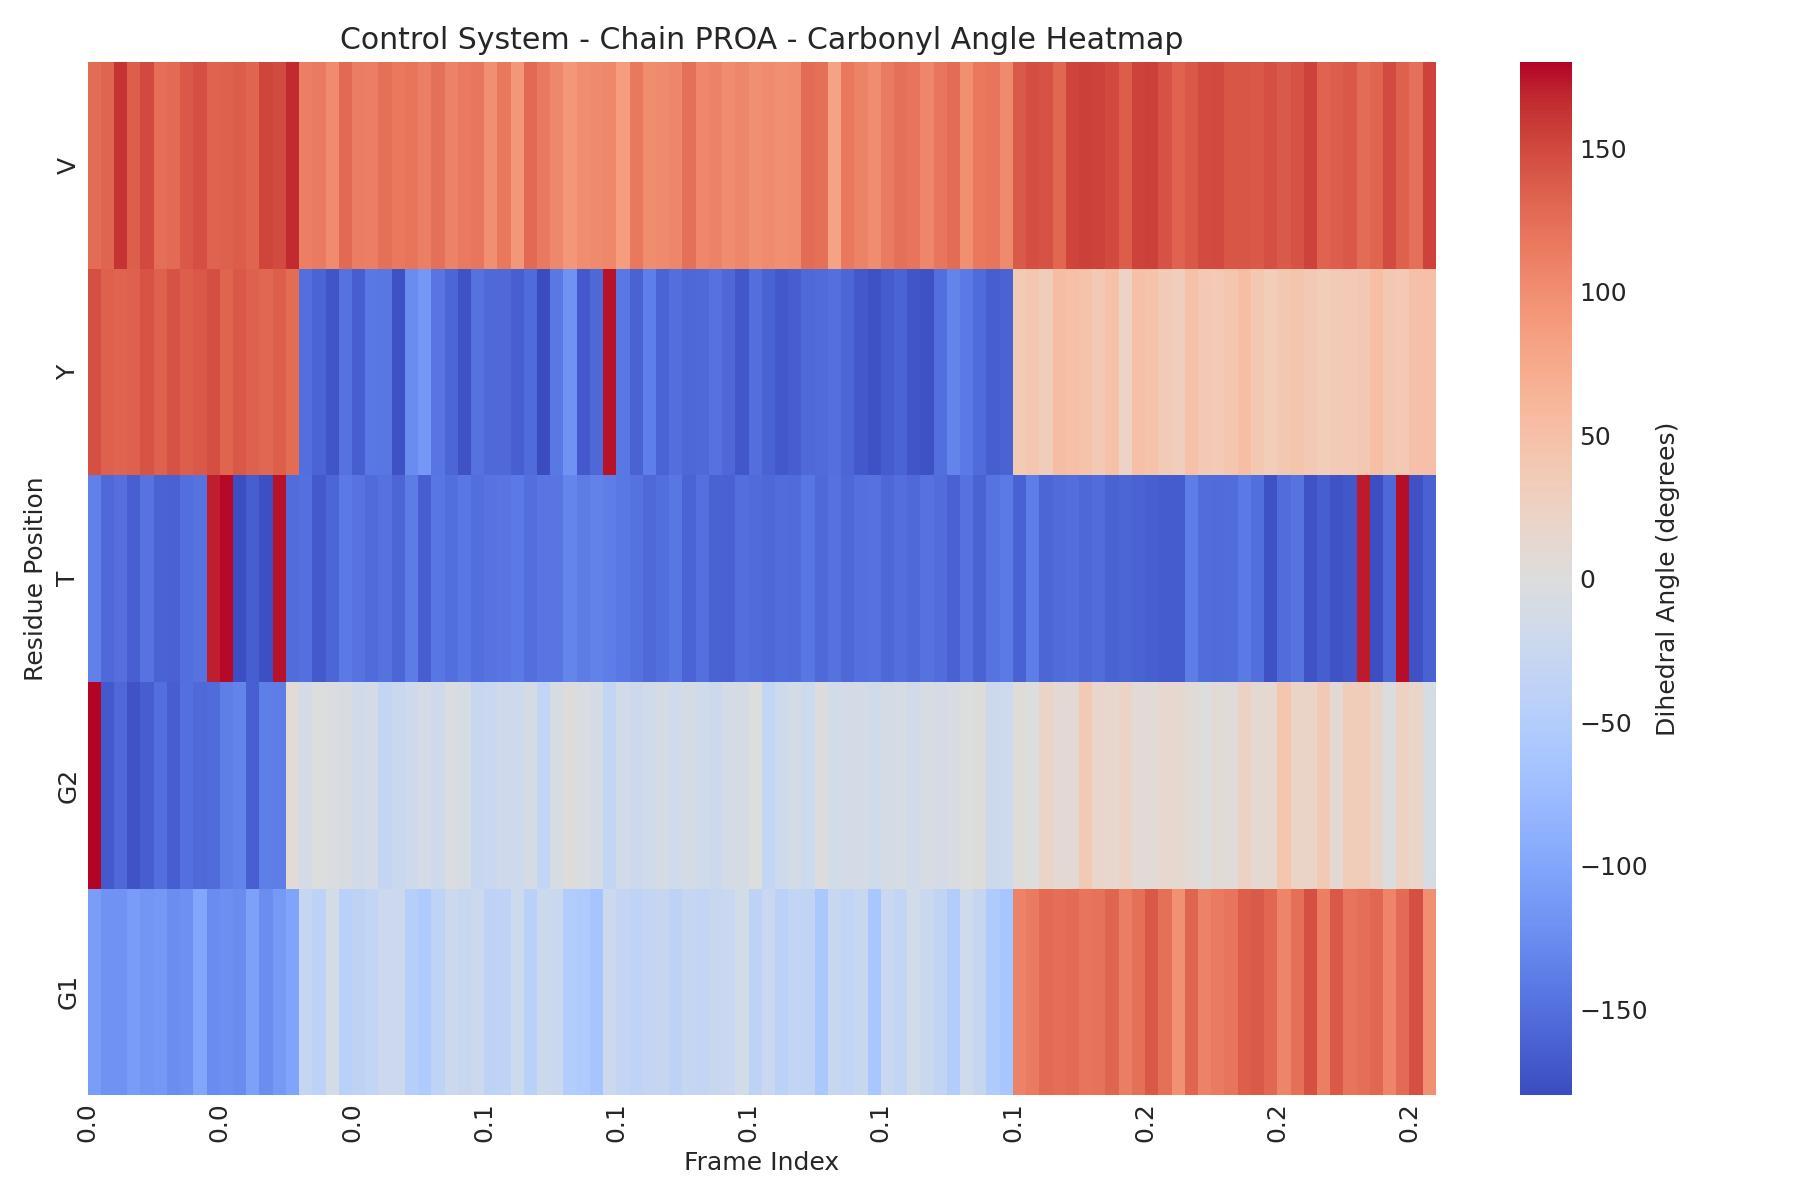 Control System - Chain PROA - Carbonyl Angle Heatmap
Residue Position
V
Y
T
G2
G1
0.0
0.0
0.0
0.1
0.1
0.1
0.1
0.1
0.2
0.2
0.2
Frame Index
150
100
50
0
−50
−100
−150
Dihedral Angle (degrees)